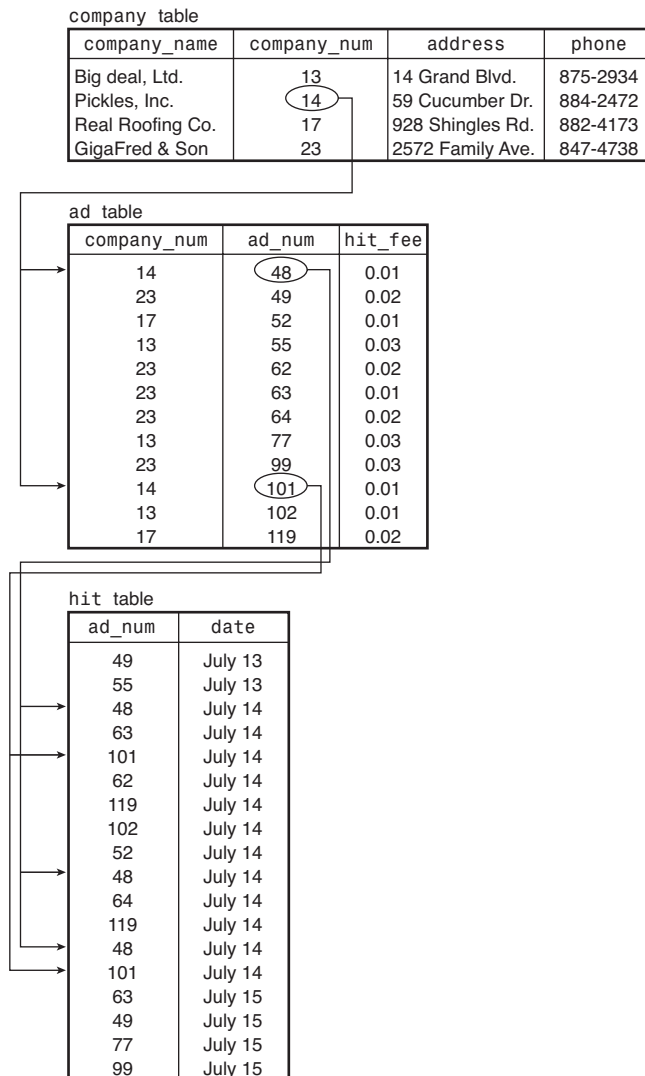 company table
company_name company_num address phone
Big deal, Ltd. 13 14 Grand Blvd. 875-2934
Pickles, Inc. 14 59 Cucumber Dr. 884-2472
Real Roofing Co. 17 928 Shingles Rd. 882-4173
GigaFred & Son 23 2572 Family Ave. 847-4738
ad table
company_num ad_num hit_fee
14 48 0.01
23 49 0.02
17 52 0.01
13 55 0.03
23 62 0.02
23 63 0.01
23 64 0.02
13 77 0.03
23 99 0.03
14 101 0.01
13 102 0.01
17 119 0.02
hit table
ad_num date
49 July 13
55 July 13
48 July 14
63 July 14
101 July 14
62 July 14
119 July 14
102 July 14
52 July 14
48 July 14
64 July 14
119 July 14
48 July 14
101 July 14
63 July 15
49 July 15
77 July 15
99 July 15